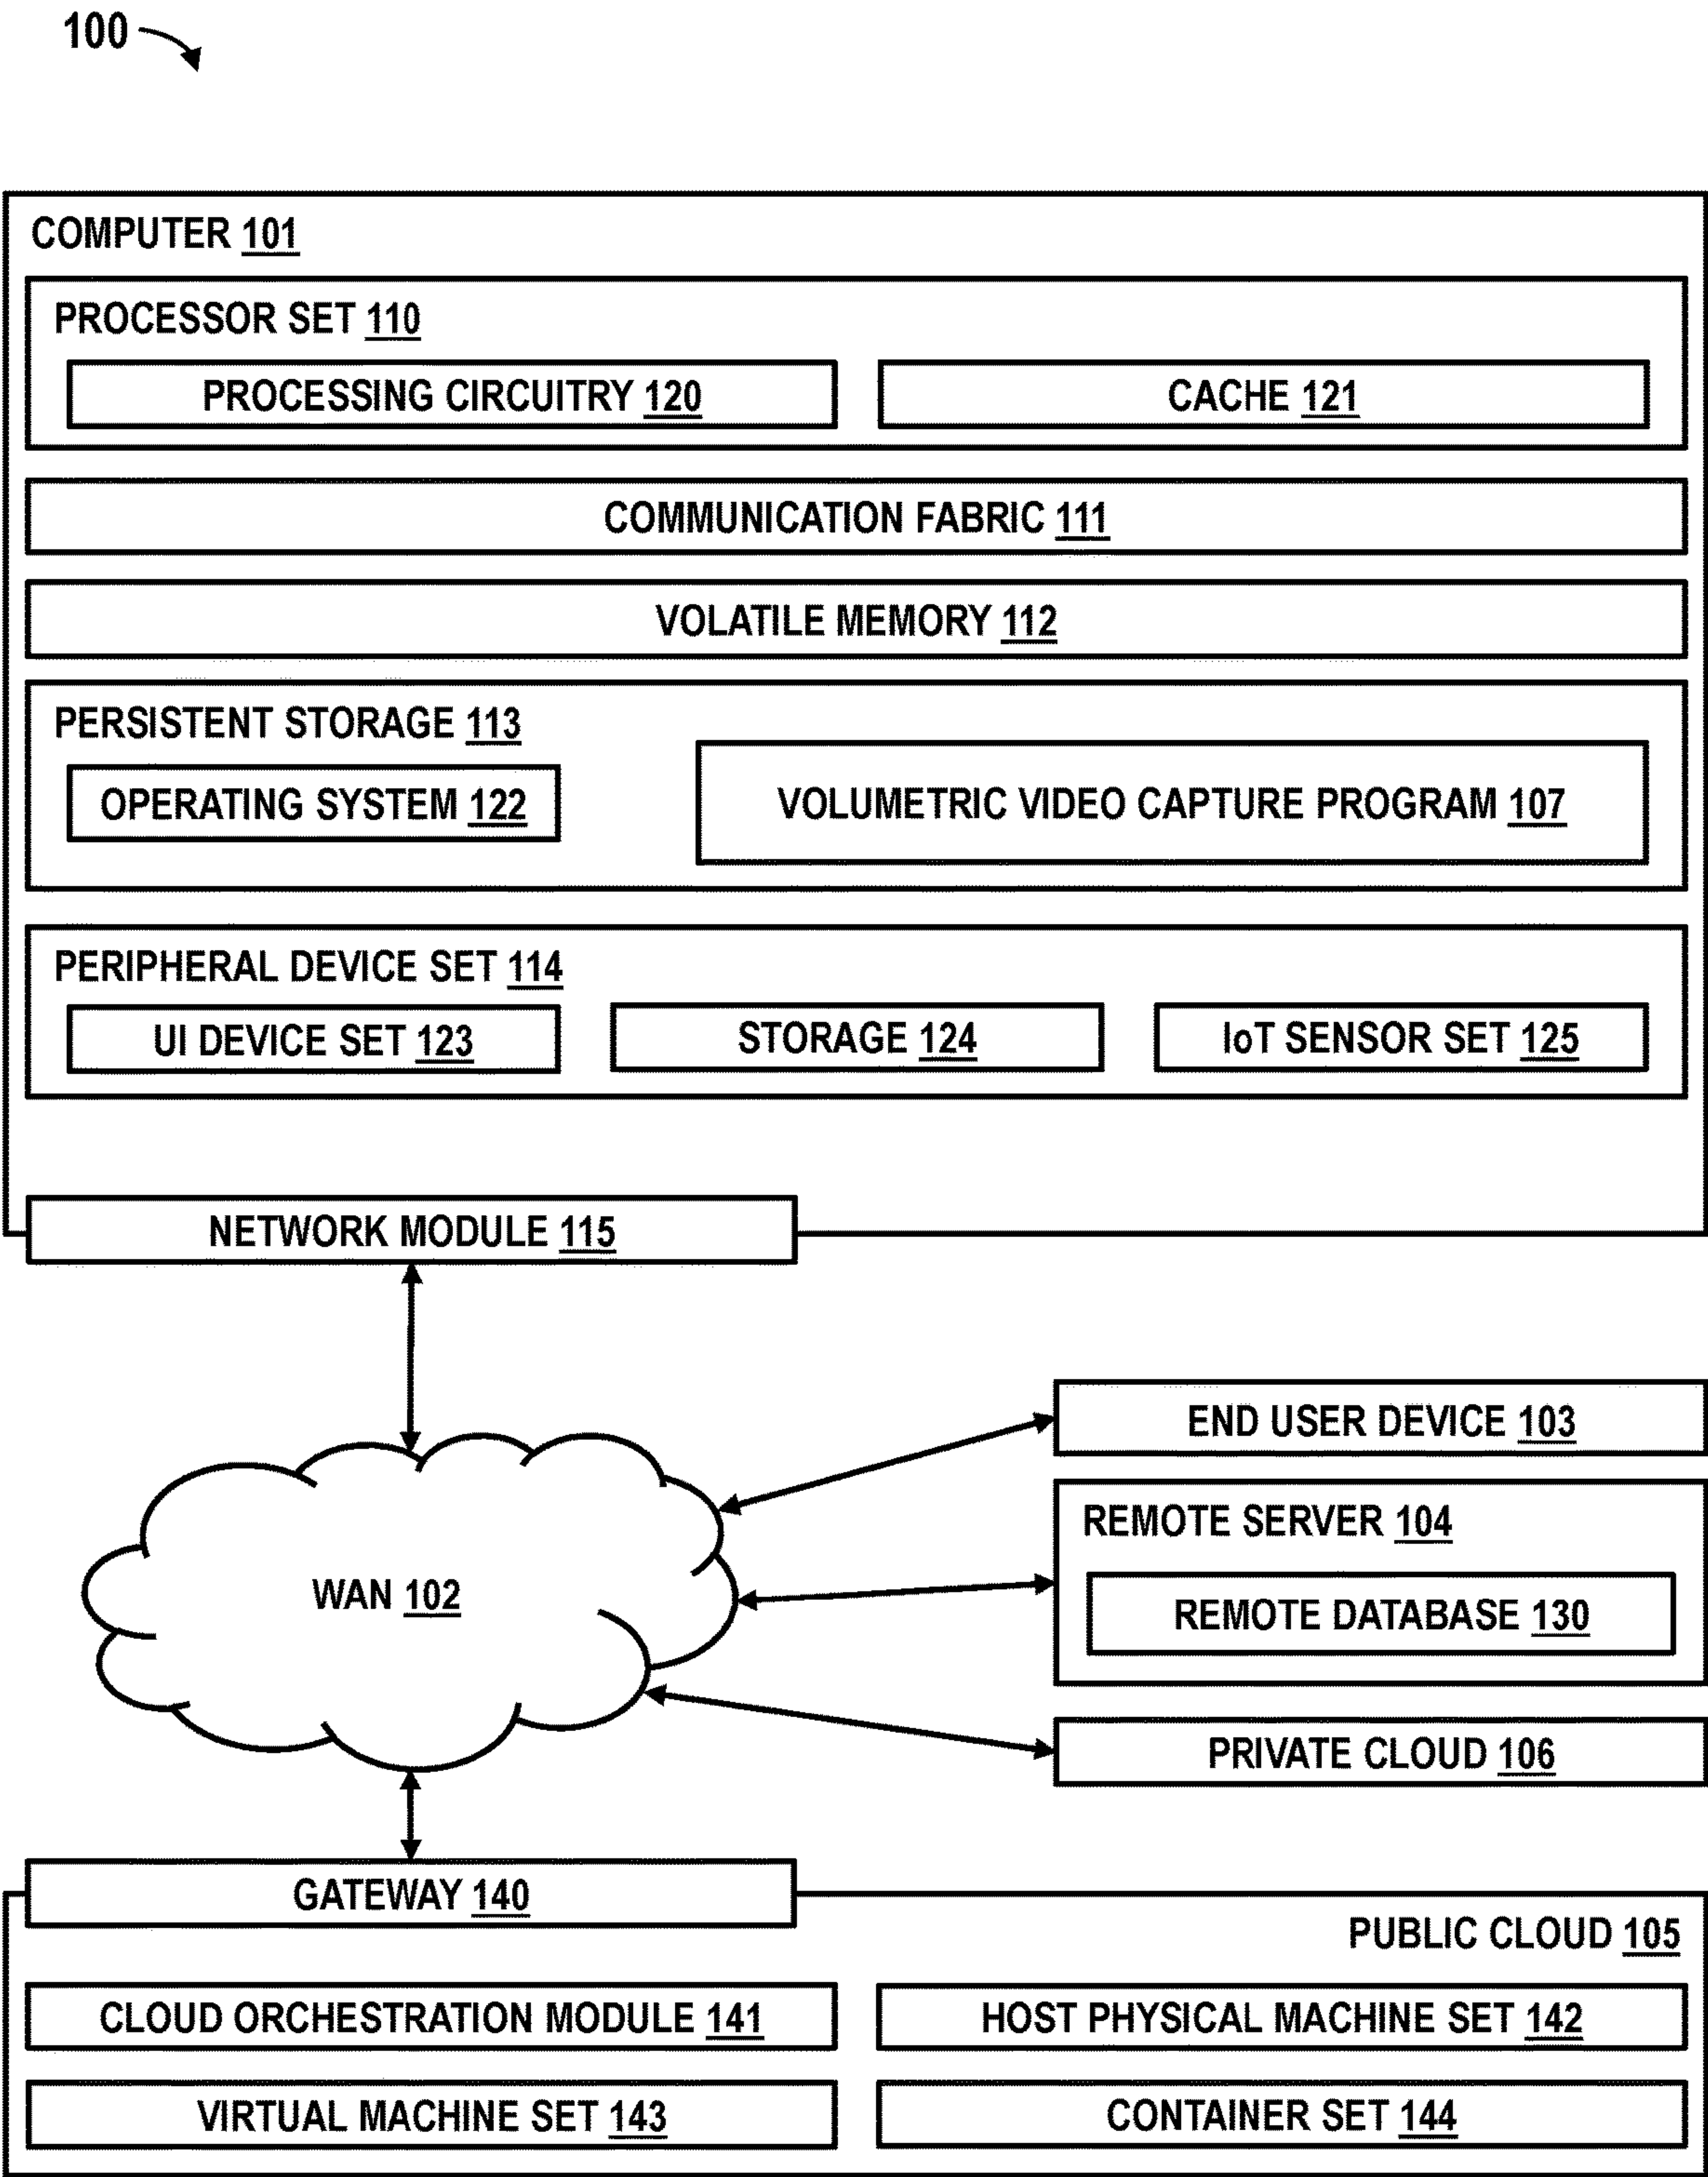 100
COMPUTER 101
PROCESSOR SET 110
PROCESSING CIRCUITRY 120
CACHE 121
COMMUNICATION FABRIC 111
VOLATILE MEMORY 112
PERSISTENT STORAGE 113
OPERATING SYSTEM 122
VOLUMETRIC VIDEO CAPTURE PROGRAM 107
PERIPHERAL DEVICE SET 114
UI DEVICE SET 123
STORAGE 124
IoT SENSOR SET 125
NETWORK MODULE 115
END USER DEVICE 103
REMOTE SERVER 104
WAN 102
REMOTE DATABASE 130
PRIVATE CLOUD 106
GATEWAY 140
PUBLIC CLOUD 105
CLOUD ORCHESTRATION MODULE 141
HOST PHYSICAL MACHINE SET 142
VIRTUAL MACHINE SET 143
CONTAINER SET 144